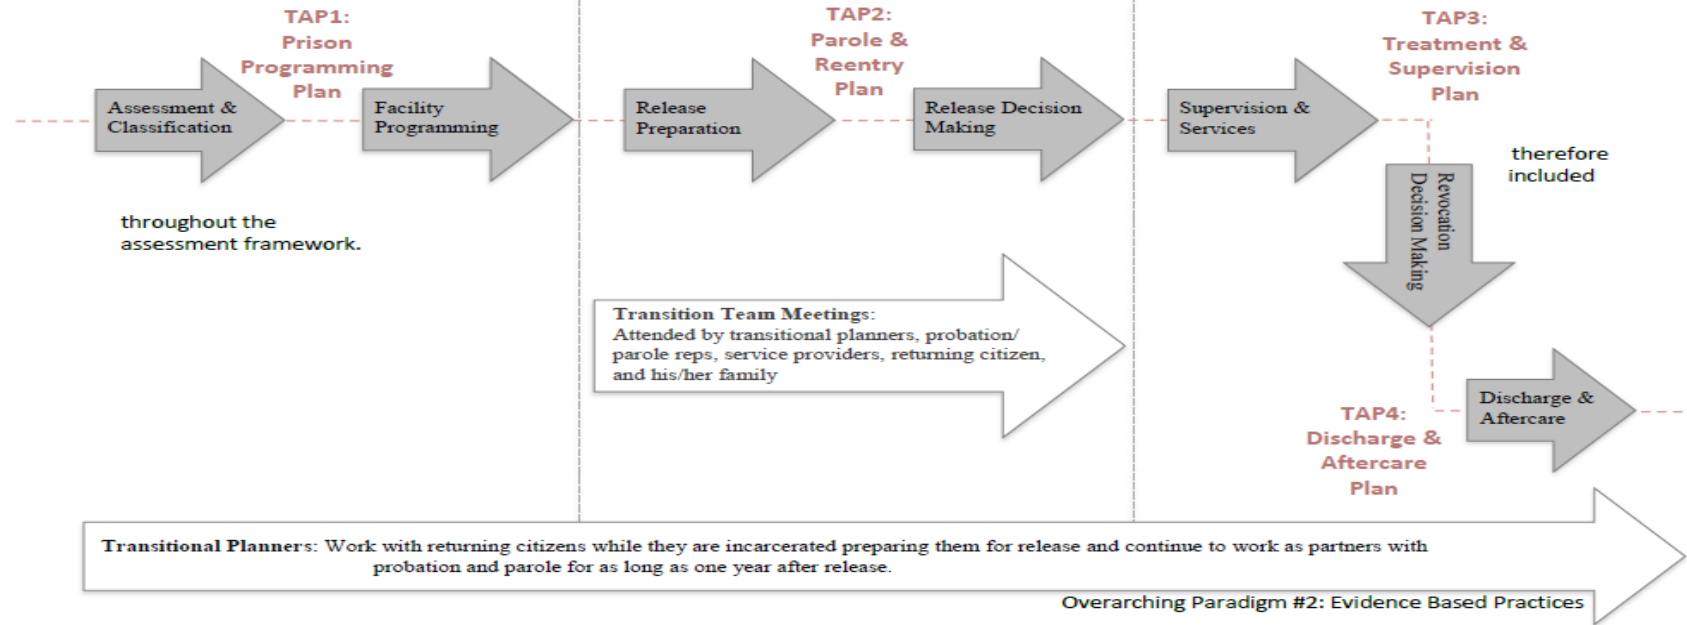 TAP1:
Prison
Programming
Plan
Assessment &
Classification
Facility
Programming
TAP2:
Parole &
Reentry
Plan
Release
Preparation
Release Decision
Making
TAP3:
Treatment &
Supervision
Plan
Supervision &
Services
therefore
included
Revocation
Decision Making
throughout the
assessment framework.
Transition Team Meetings:
Attended by transitional planners, probation/
parole reps, service providers, returning citizen,
and his/her family
TAP4:
Discharge &
Aftercare
Plan
Discharge &
Aftercare
Transitional Planners: Work with returning citizens while they are incarcerated preparing them for release and continue to work as partners with
probation and parole for as long as one year after release.
Overarching Paradigm #2: Evidence Based Practices